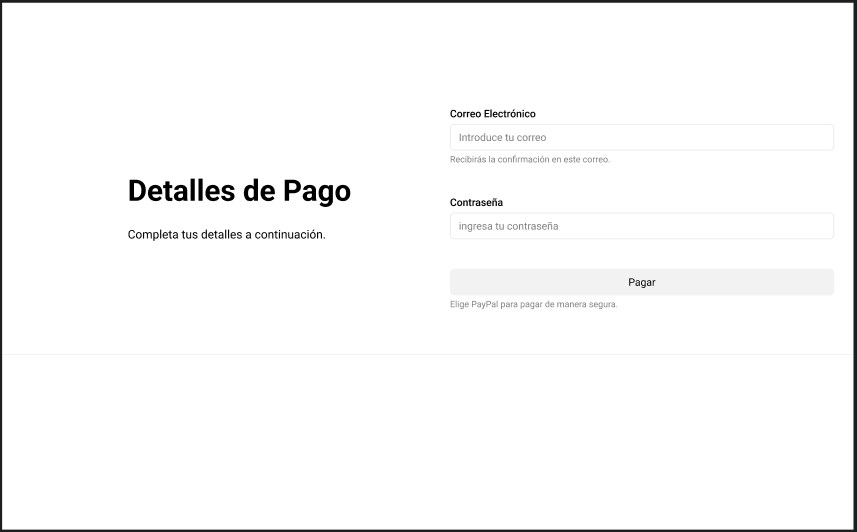 Detalles de Pago
Completa tus detalles a continuación.
Correo Electrónico
Introduce tu correo
Recibirás la confirmación en este correo.
Contraseña
ingresa tu contraseña
Pagar
Elige PayPal para pagar de manera segura.